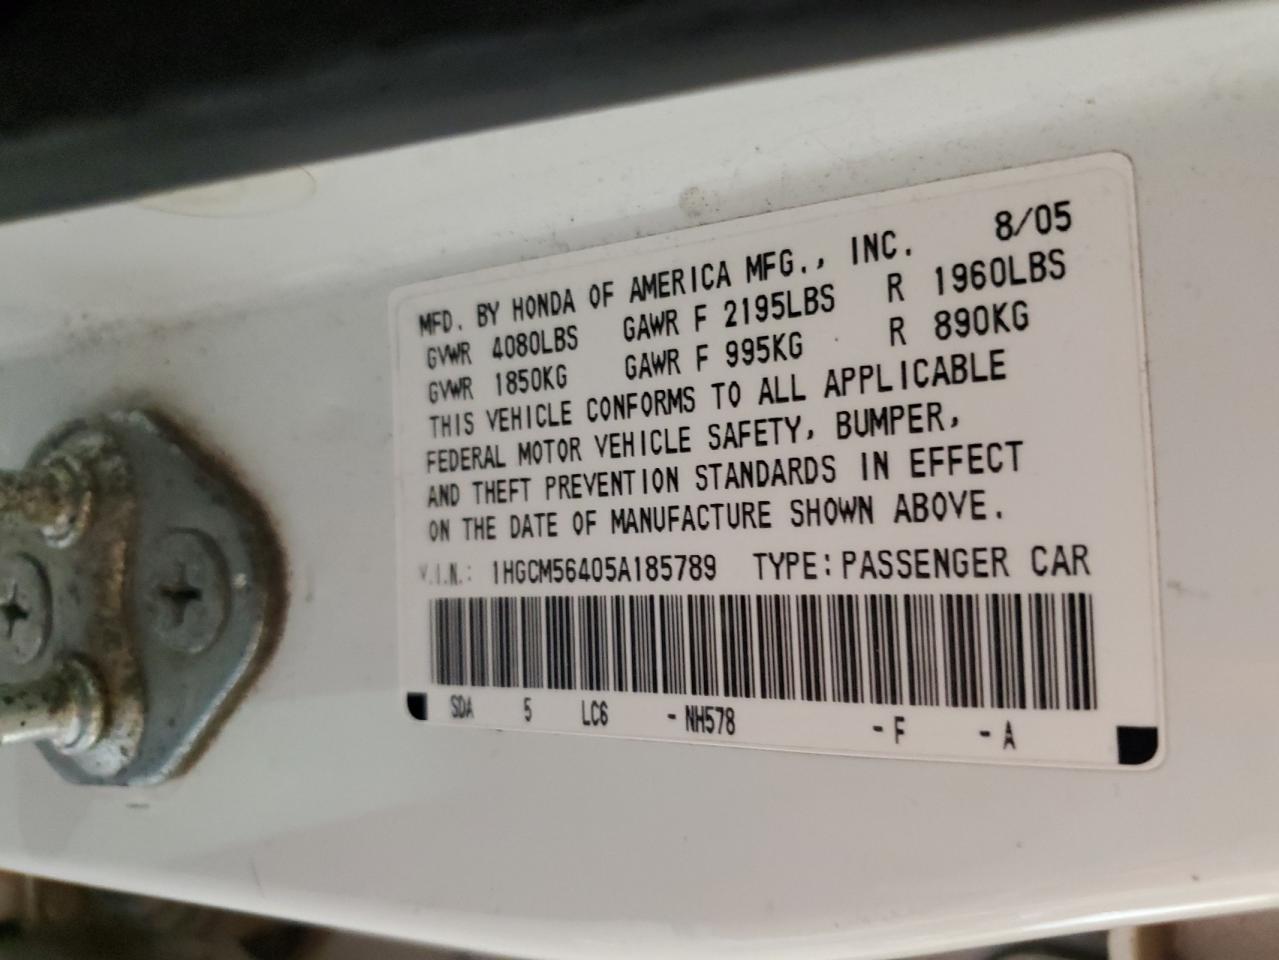 MFD. BY HONDA OF AMERICA MFG., INC. 8/05
GVWR 4080LBS GAWR F 2195LBS R 1960LBS
GVWR 1850KG GAWR F 995KG R 890KG
THIS VEHICLE CONFORMS TO ALL APPLICABLE
FEDERAL MOTOR VEHICLE SAFETY, BUMPER,
AND THEFT PREVENTION STANDARDS IN EFFECT
ON THE DATE OF MANUFACTURE SHOWN ABOVE.
V.I.N.: 1HGCM56405A185789 TYPE: PASSENGER CAR
SDA 5 LC6 -NH578 -F -A